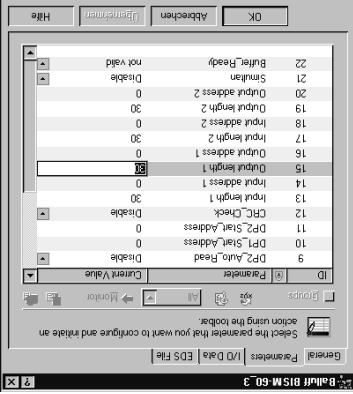 Balluff BISM-60_3
General Parameters I/O Data EDS File
Select the parameter that you want to configure and initiate an
action using the toolbar.
Groups All Monitor
ID Parameter Current Value
9 DP2_Auto_Read Disable
10 DP1_Start_Address 0
11 DP2_Start_Address 0
12 CRC_Check Disable
13 Input length 1 30
14 Input address 1 0
15 Output length 1 30
16 Output address 1 0
17 Input length 2 30
18 Input address 2 0
19 Output length 2 30
20 Output address 2 0
21 Simultan Disable
22 Buffer_Ready not valid
OK Abbrechen Übernehmen Hilfe